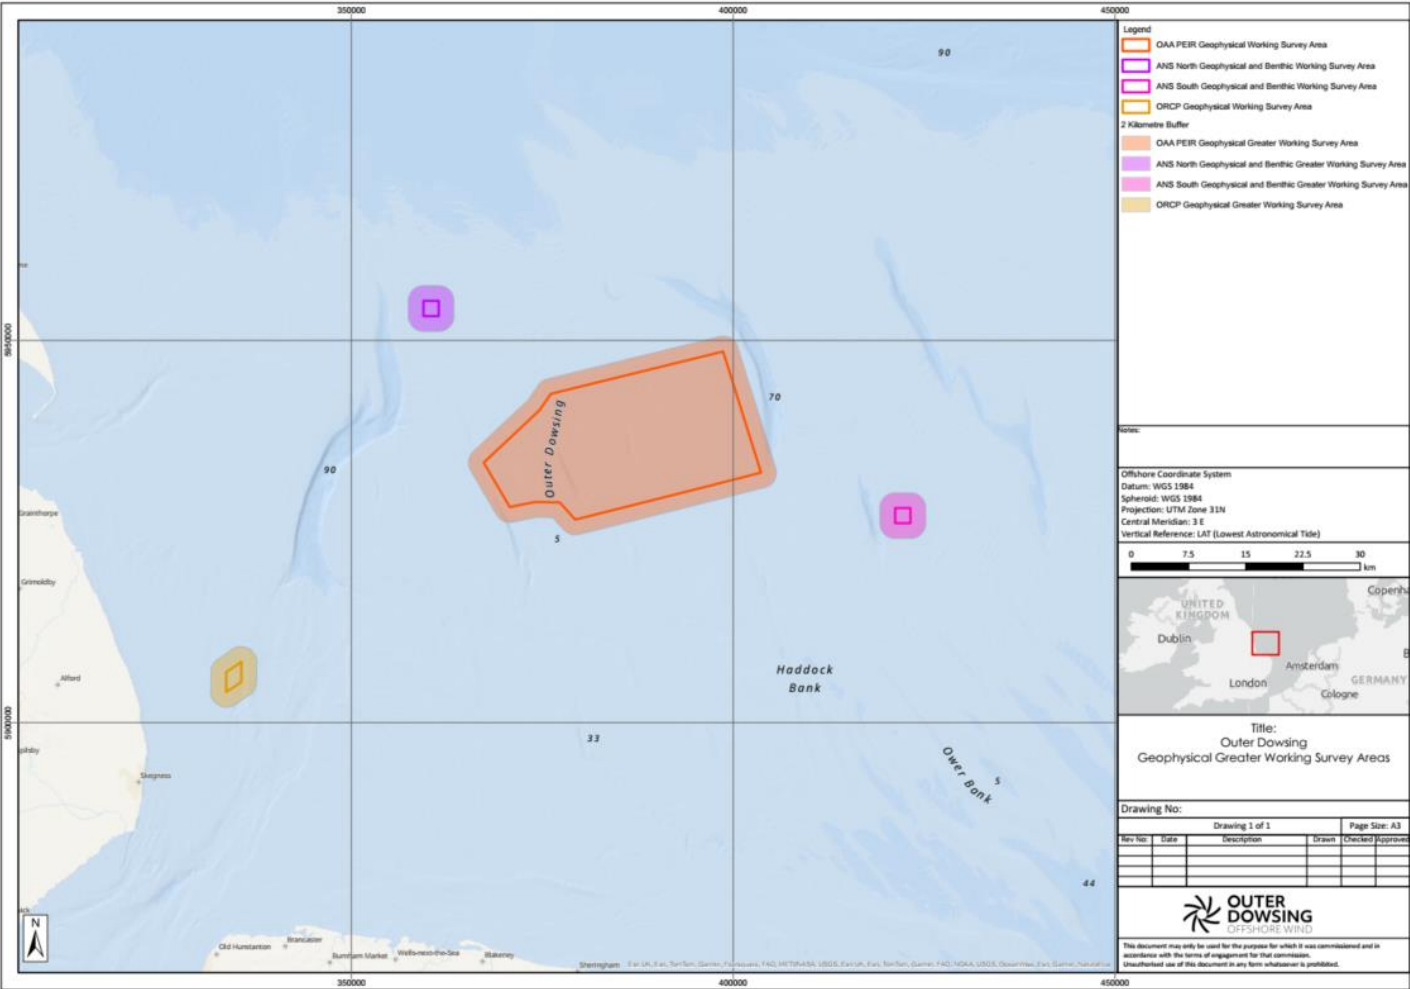 350000
400000
450000
90
5950000
70
Outer Dowsing
90
5
Grainthorpe
Grimoldby
Alford
Haddock
Bank
5900000
33
Ower Bank
5
Skegness
44
N
Old Hunstanton
Brancaster
Burnham Market
Wells-next-the-Sea
Blakeney
Sheringham
350000
400000
450000
Legend
OAA PEIR Geophysical Working Survey Area
ANS North Geophysical and Benthic Working Survey Area
ANS South Geophysical and Benthic Working Survey Area
ORCP Geophysical Working Survey Area
2 Kilometre Buffer
OAA PEIR Geophysical Greater Working Survey Area
ANS North Geophysical and Benthic Greater Working Survey Area
ANS South Geophysical and Benthic Greater Working Survey Area
ORCP Geophysical Greater Working Survey Area
Notes:
Offshore Coordinate System
Datum: WGS 1984
Spheroid: WGS 1984
Projection: UTM Zone 31N
Central Meridian: 3 E
Vertical Reference: LAT (Lowest Astronomical Tide)
0 7.5 15 22.5 30
km
Copenha
UNITED
KINGDOM
Dublin
Amsterdam
B
London
GERMANY
Cologne
Title:
Outer Dowsing
Geophysical Greater Working Survey Areas
Drawing No:
Drawing 1 of 1 Page Size: A3
Rev No: Date Description Drawn Checked Approved
OUTER
DOWSING
OFFSHORE WIND
This document may only be used for the purpose for which it was commissioned and in
accordance with the terms of engagement for that commission.
Unauthorised use of this document in any form whatsoever is prohibited.